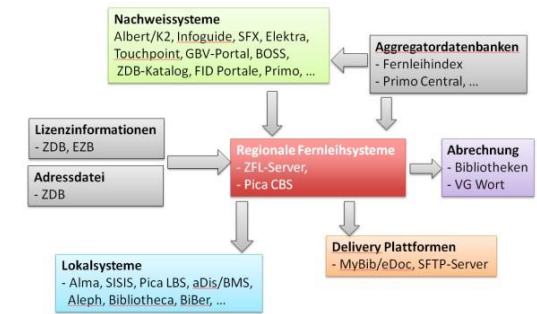 Nachweissysteme
Albert/K2, Infoguide, SFX, Elektra,
Touchpoint, GBV-Portal, BOSS,
ZDB-Katalog, FID Portale, Primo, ...
Aggregatordatenbanken
- Fernleihindex
- Primo Central, ...
Lizenzinformationen
- ZDB, EZB
Adressdatei
- ZDB
Regionale Fernleihsysteme
- ZFL-Server,
- Pica CBS
Abrechnung
- Bibliotheken
- VG Wort
Lokalsysteme
- Alma, SISIS, Pica LBS, aDis/BMS,
Aleph, Bibliotheca, BiBer, ...
Delivery Plattformen
- MyBib/eDoc, SFTP-Server